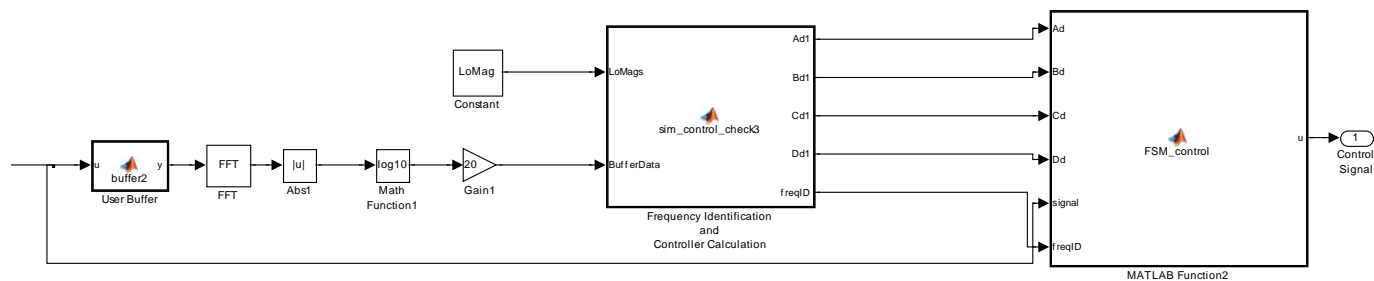 LoMag
Constant
u
y
buffer2
User Buffer
FFT
FFT
|u|
Abs1
log10
Math
Function1
20
Gain1
LoMags
BufferData
sim_control_check3
Ad1
Bd1
Cd1
Dd1
freqID
Frequency Identification
and
Controller Calculation
Ad
Bd
Cd
Dd
signal
freqID
FSM_control
u
MATLAB Function2
1
Control
Signal